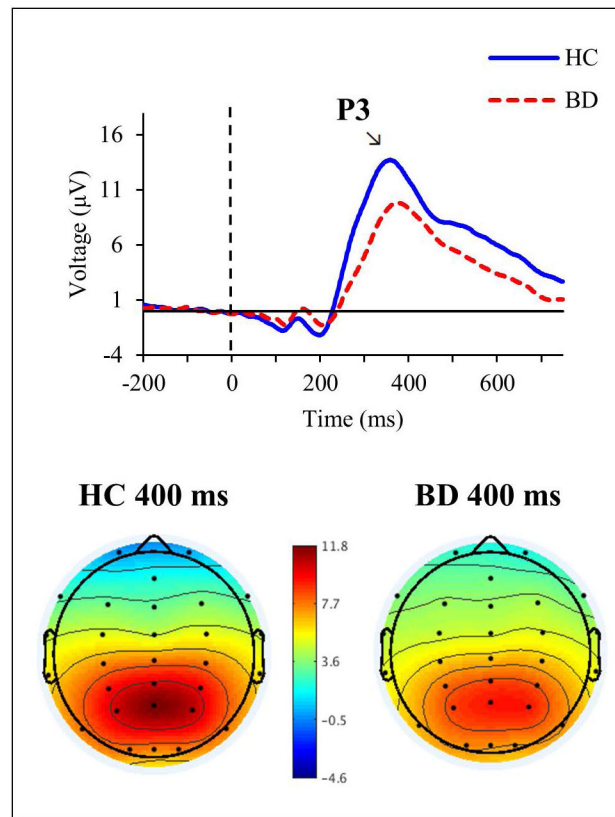 HC
BD
P3
16
11
6
1
-4
Voltage (µV)
-200 0 200 400 600
Time (ms)
HC 400 ms
BD 400 ms
11.8
7.7
3.6
-0.5
-4.6